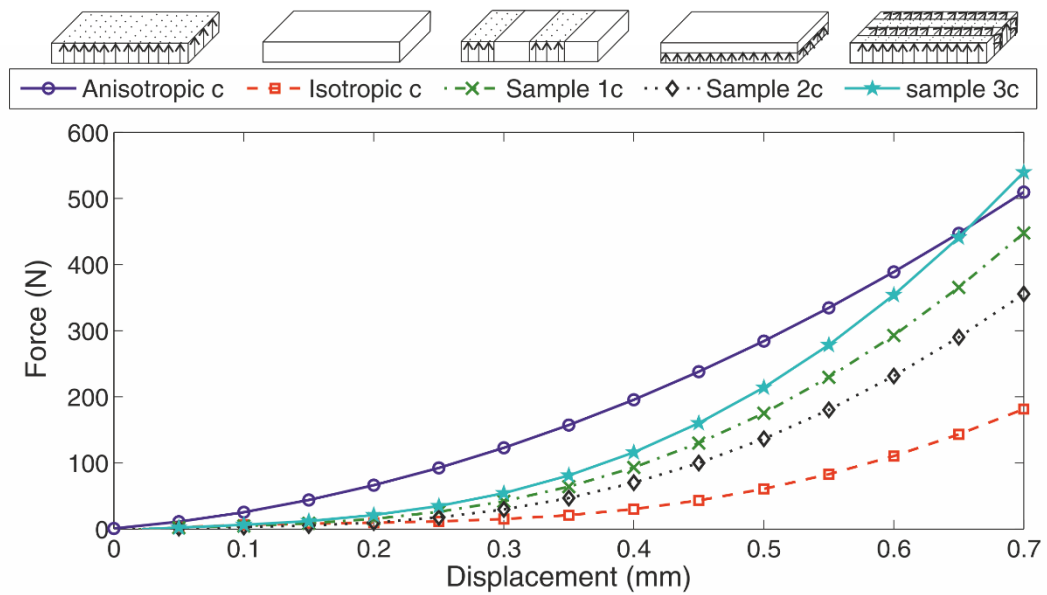 Anisotropic c Isotropic c Sample 1c Sample 2c sample 3c
600
500
400
300
200
100
0
Force (N)
0 0.1 0.2 0.3 0.4 0.5 0.6 0.7
Displacement (mm)